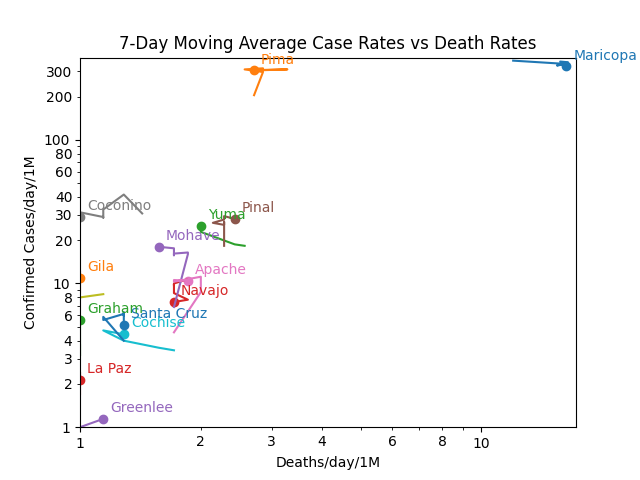 7-Day Moving Average Case Rates vs Death Rates
Maricopa
Pima
Coconino
Yuma
Pinal
Mohave
Gila
Apache
Navajo
Graham
Santa Cruz
Cochise
La Paz
Greenlee
Confirmed Cases/day/1M
300
200
100
80
60
40
30
20
10
8
6
4
3
2
1
1
2
3
4
6
8
10
Deaths/day/1M